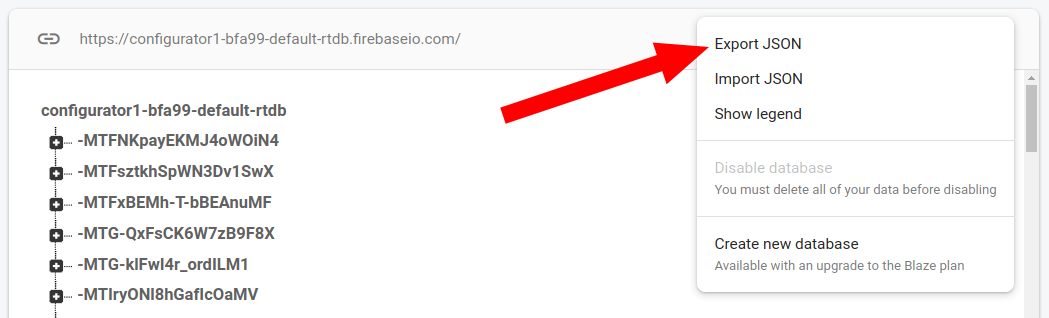 https://configurator1-bfa99-default-rtdb.firebaseio.com/
Export JSON
Import JSON
Show legend
Disable database
You must delete all of your data before disabling
Create new database
Available with an upgrade to the Blaze plan
configurator1-bfa99-default-rtdb
-MTFNKpayEKMJ4oWOiN4
-MTFsztkhSpWN3Dv1SwX
-MTFxBEMh-T-bBEAnuMF
-MTG-QxFsCK6W7zB9F8X
-MTG-kIFwI4r_ordILM1
-MTIryONl8hGafIcOaMV